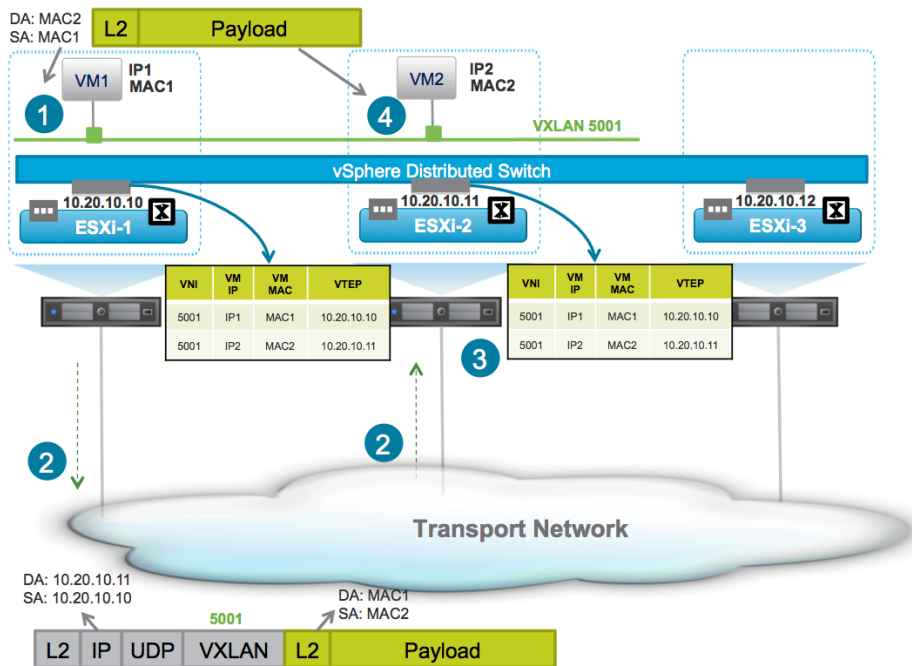 DA: MAC2
SA: MAC1
L2 Payload
VM1
IP1
MAC1
VM2
IP2
MAC2
1
4
VXLAN 5001
vSphere Distributed Switch
10.20.10.10
10.20.10.11
10.20.10.12
X
X
X
ESXi-1
ESXi-2
ESXi-3
VNI VM IP VM MAC VTEP
5001 IP1 MAC1 10.20.10.10
5001 IP2 MAC2 10.20.10.11
VNI VM IP VM MAC VTEP
5001 IP1 MAC1 10.20.10.10
5001 IP2 MAC2 10.20.10.11
3
2
2
Transport Network
DA: 10.20.10.11
SA: 10.20.10.10
DA: MAC1
SA: MAC2
5001
L2 IP UDP VXLAN L2 Payload